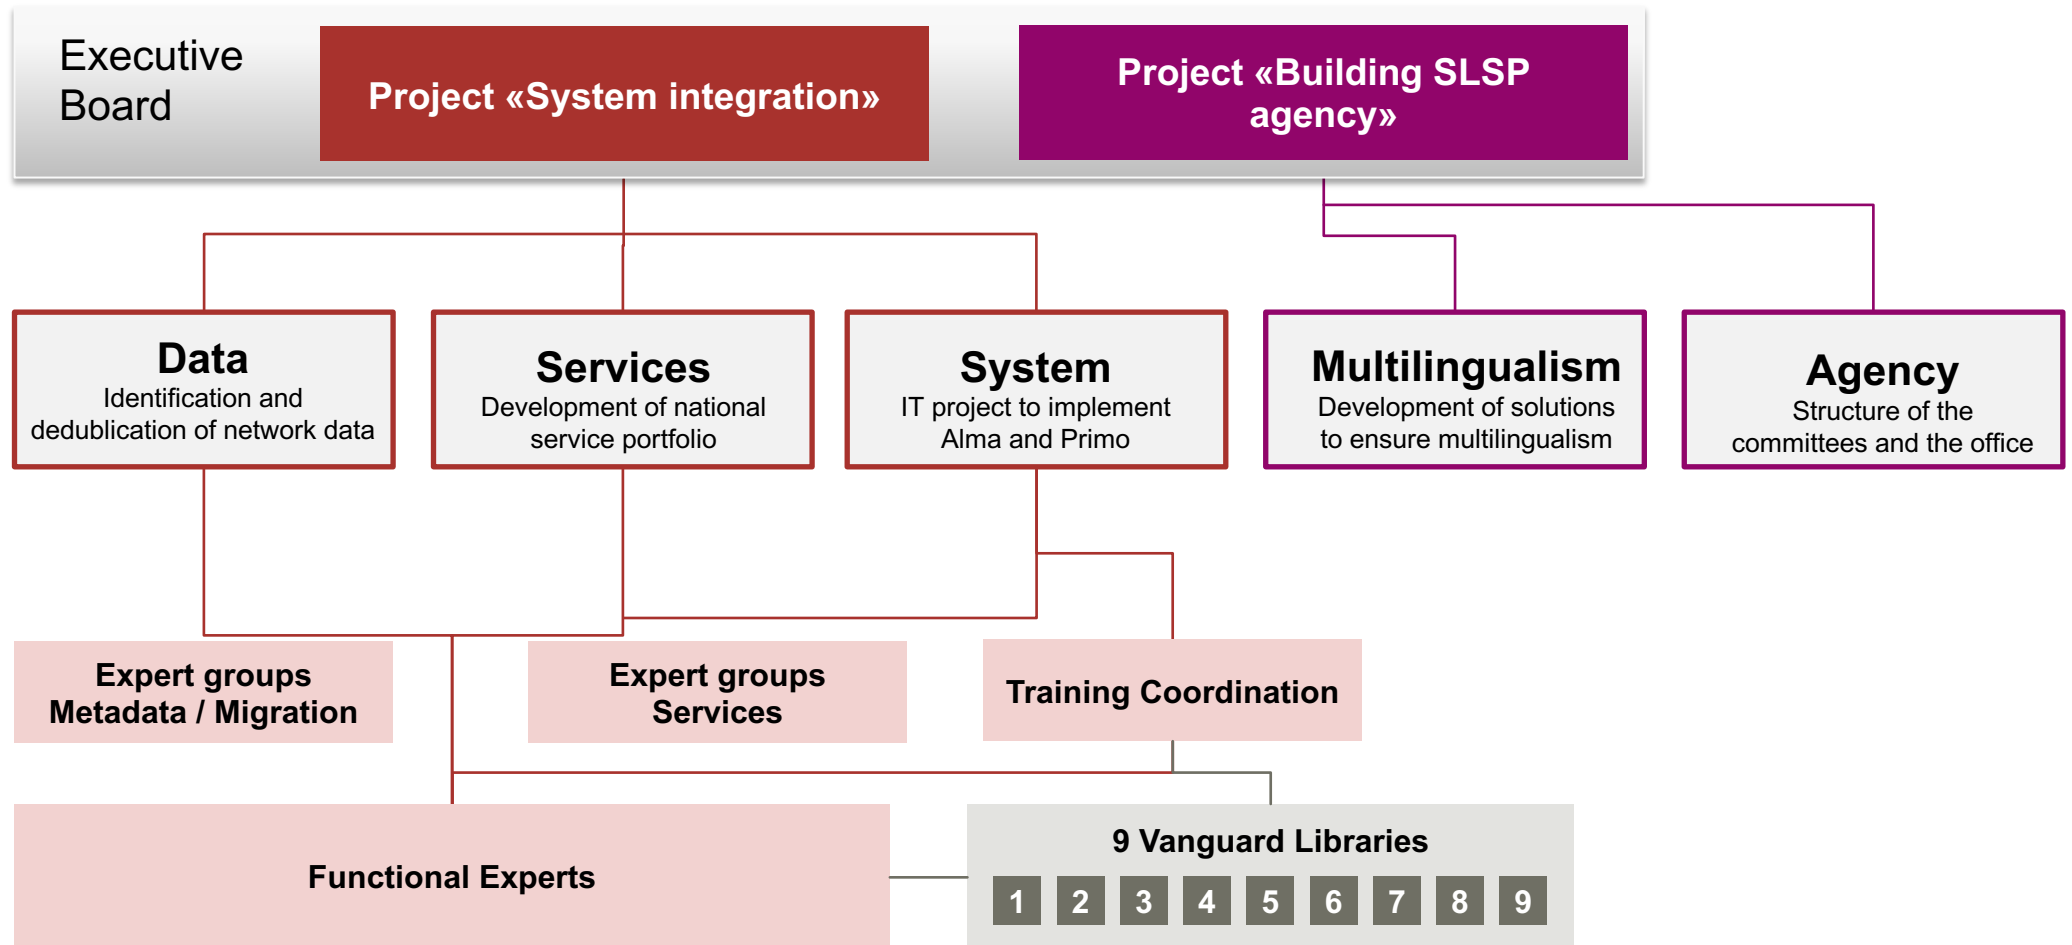 Executive
Board
Project «System integration»
Project «Building SLSP
agency»
Data
Identification and
dedublication of network data
Services
Development of national
service portfolio
System
IT project to implement
Alma and Primo
Multilingualism
Development of solutions
to ensure multilingualism
Agency
Structure of the
committees and the office
Expert groups
Metadata / Migration
Expert groups
Services
Training Coordination
Functional Experts
9 Vanguard Libraries
1 2 3 4 5 6 7 8 9